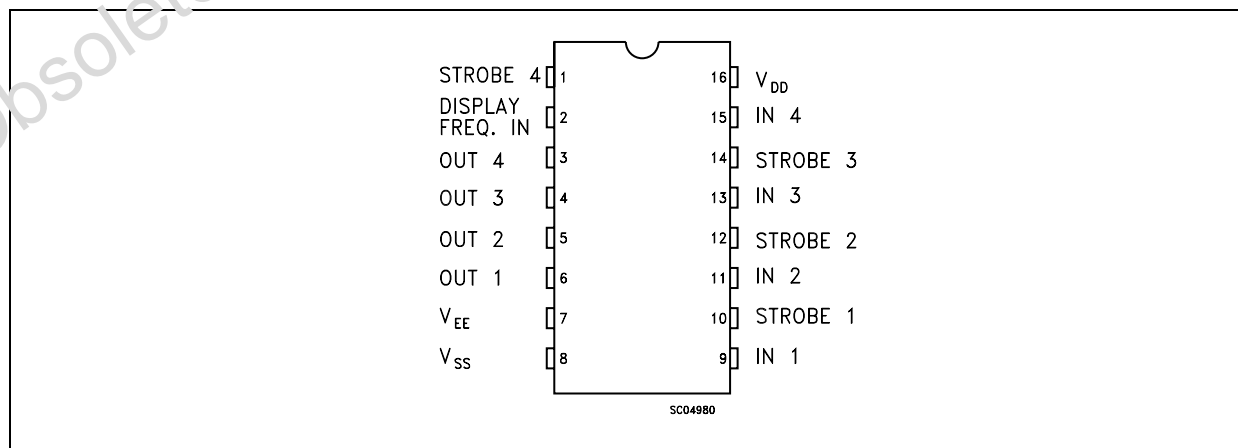 Obsolete
STROBE 4 1 16 VDD
DISPLAY
FREQ. IN 2 15 IN 4
OUT 4 3 14 STROBE 3
OUT 3 4 13 IN 3
OUT 2 5 12 STROBE 2
OUT 1 6 11 IN 2
VEE 7 10 STROBE 1
VSS 8 9 IN 1
SC04980